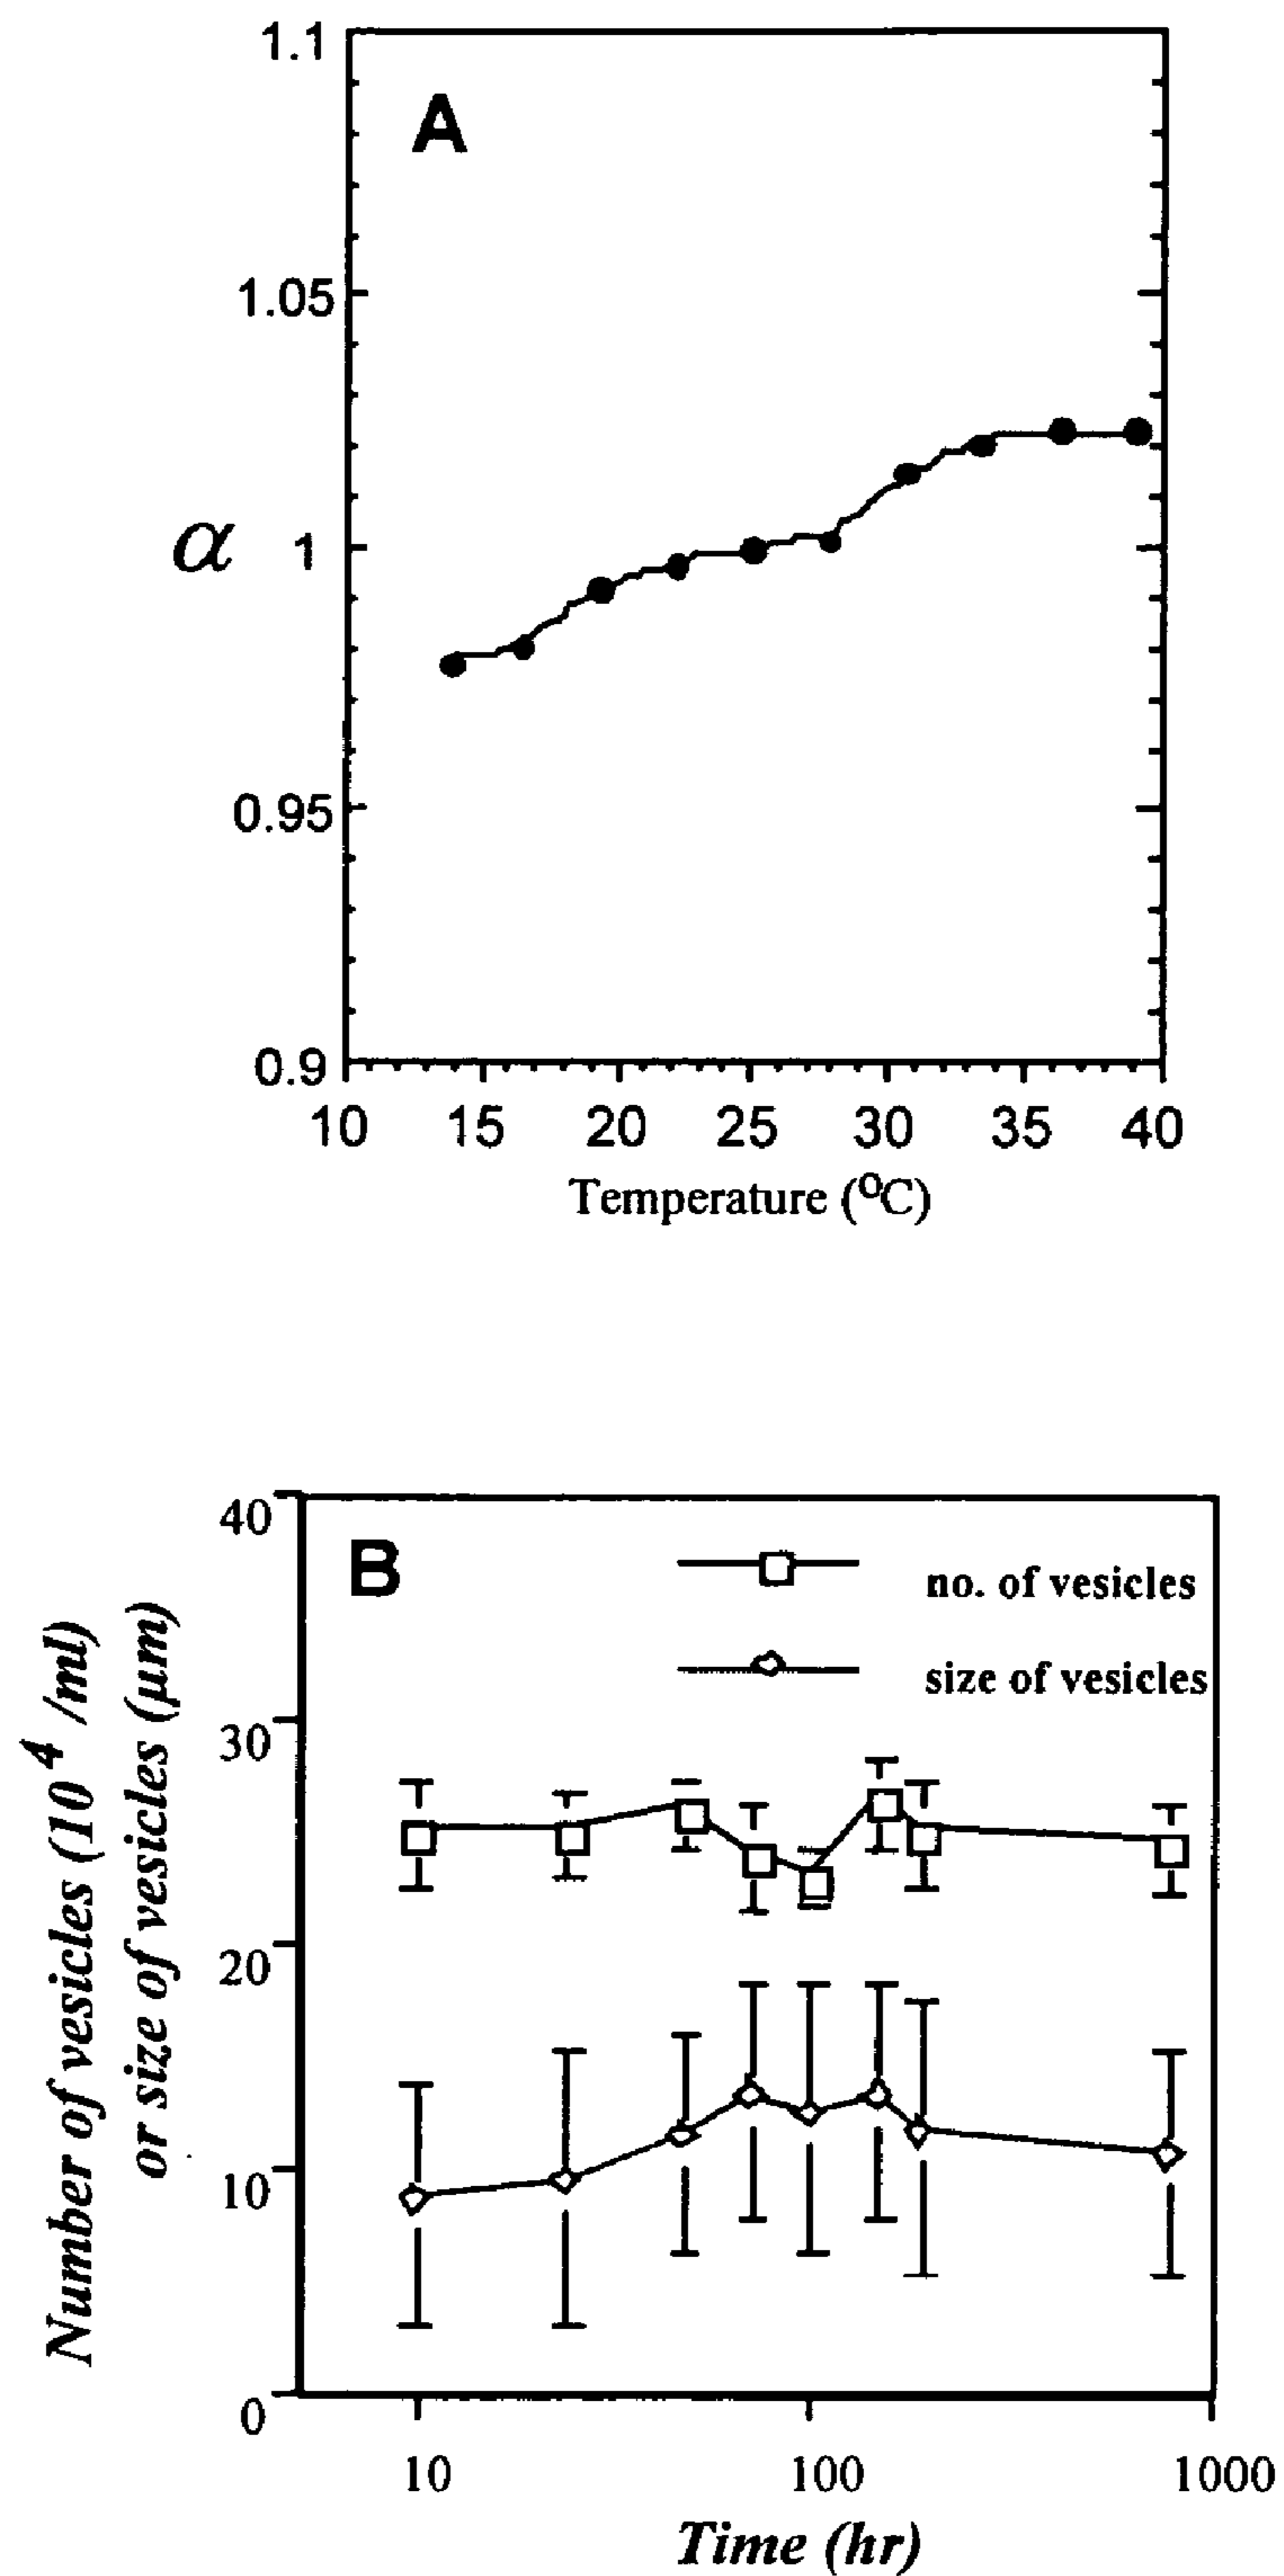 1.1
A
1.05
α 1
0.95
0.9
10 15 20 25 30 35 40
Temperature (°C)
40
B
no. of vesicles
size of vesicles
30
20
10
0
Number of vesicles (10⁴ /ml)
or size of vesicles (μm)
10 100 1000
Time (hr)